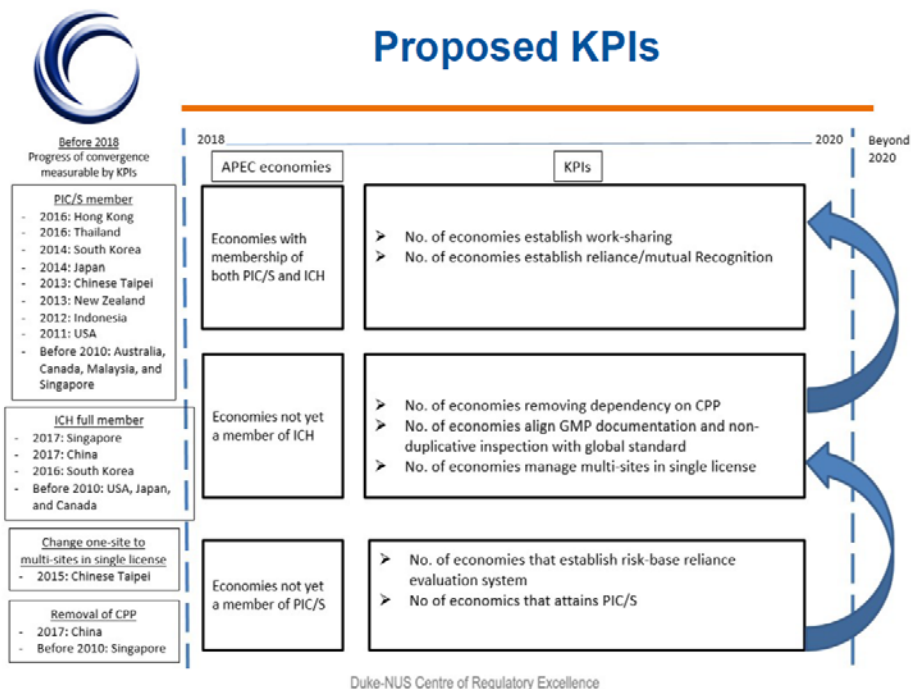 Proposed KPIs
Before 2018
Progress of convergence
measurable by KPIs
PIC/S member
- 2016: Hong Kong
- 2016: Thailand
- 2014: South Korea
- 2014: Japan
- 2013: Chinese Taipei
- 2013: New Zealand
- 2012: Indonesia
- 2011: USA
- Before 2010: Australia,
Canada, Malaysia, and
Singapore
ICH full member
- 2017: Singapore
- 2017: China
- 2016: South Korea
- Before 2010: USA, Japan,
and Canada
Change one-site to
multi-sites in single license
- 2015: Chinese Taipei
Removal of CPP
- 2017: China
- Before 2010: Singapore
2018
2020
Beyond
2020
APEC economies
KPIs
Economies with
membership of
both PIC/S and ICH
➤ No. of economies establish work-sharing
➤ No. of economies establish reliance/mutual Recognition
Economies not yet
a member of ICH
➤ No. of economies removing dependency on CPP
➤ No. of economies align GMP documentation and non-
duplicative inspection with global standard
➤ No. of economies manage multi-sites in single license
Economies not yet
a member of PIC/S
➤ No. of economies that establish risk-base reliance
evaluation system
➤ No of economics that attains PIC/S
Duke-NUS Centre of Regulatory Excellence